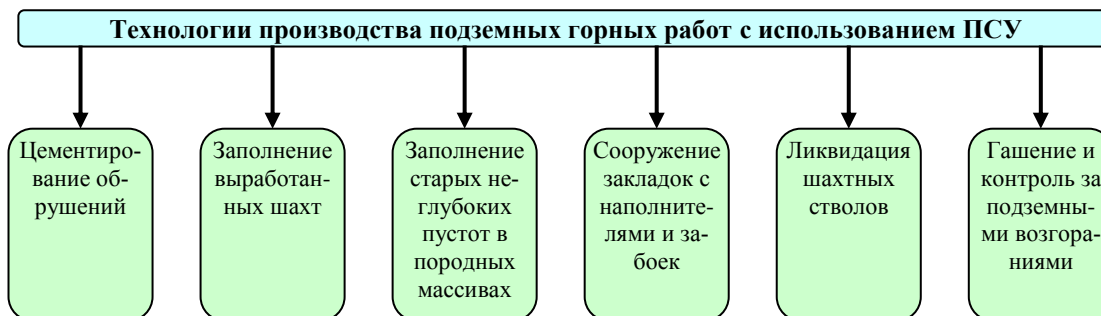 Технологии производства подземных горных работ с использованием ПСУ
Цементиро-
вание об-
рушений
Заполнение
выработан-
ных шахт
Заполнение
старых не-
глубоких
пустот в
породных
массивах
Сооружение
закладок с
наполните-
лями и за-
боек
Ликвидация
шахтных
стволов
Гашение и
контроль за
подземны-
ми возгора-
ниями